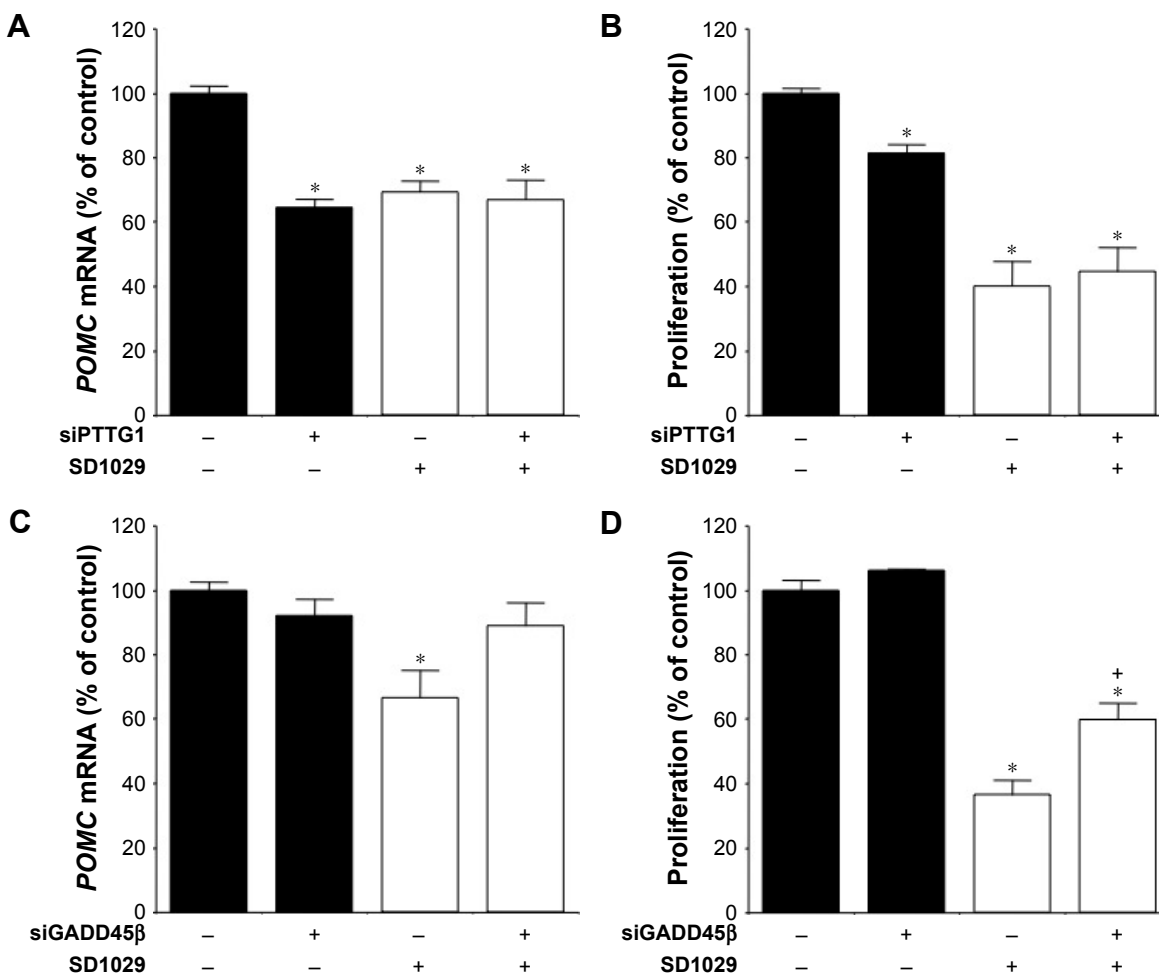 A
POMC mRNA (% of control)
120
100
80
60
40
20
0
*
*
*
siPTTG1 – + – +
SD1029 – – + +
B
Proliferation (% of control)
120
100
80
60
40
20
0
*
*
*
siPTTG1 – + – +
SD1029 – – + +
C
POMC mRNA (% of control)
120
100
80
60
40
20
0
*
siGADD45β – + – +
SD1029 – – + +
D
Proliferation (% of control)
120
100
80
60
40
20
0
*
+
*
siGADD45β – + – +
SD1029 – – + +